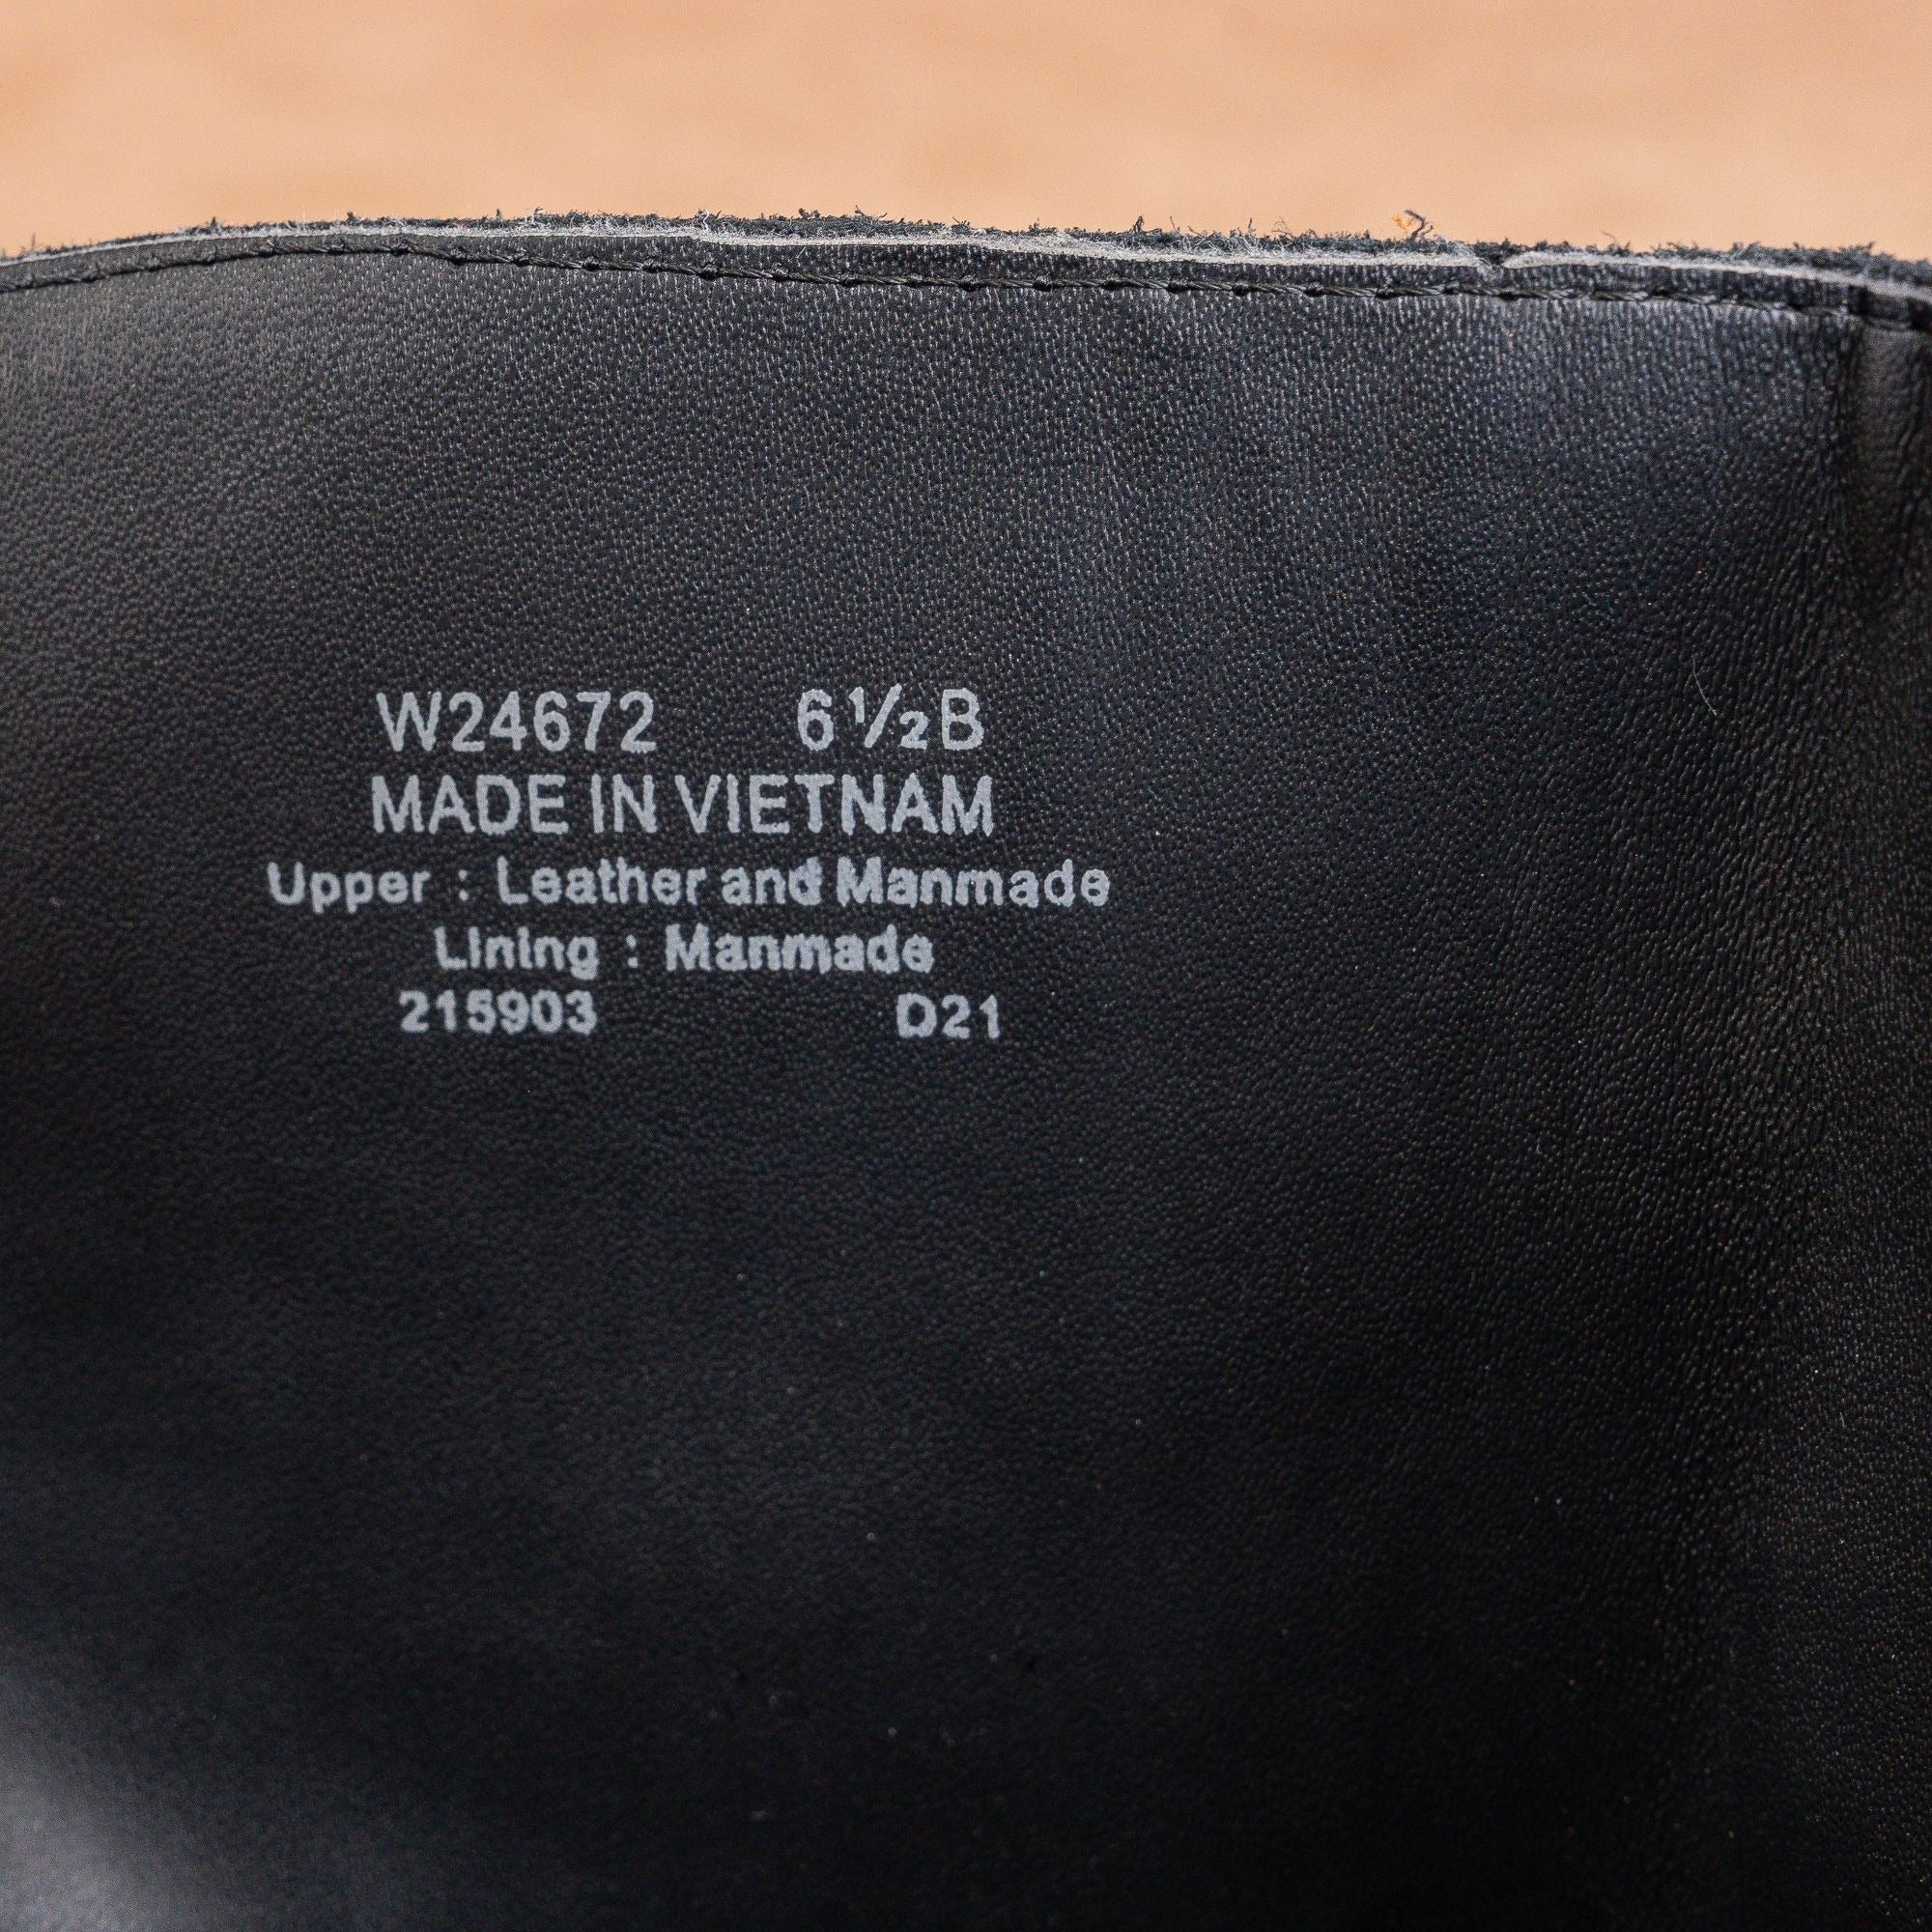 W24672 6½B
MADE IN VIETNAM
Upper : Leather and Manmade
Lining : Manmade
215903 D21